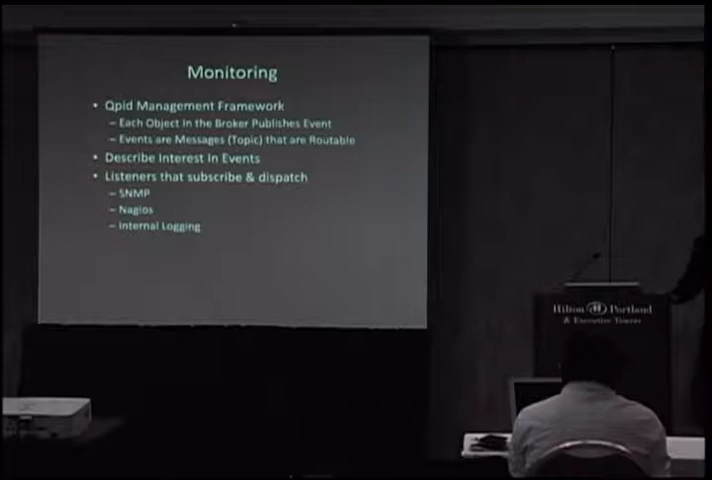 Monitoring
• Qpid Management Framework
– Each Object in the Broker Publishes Event
– Events are Messages (Topic) that are Routable
• Describe Interest in Events
• Listeners that subscribe & dispatch
– SNMP
– Nagios
– Internal Logging
Hilton Portland
& Executive Tower